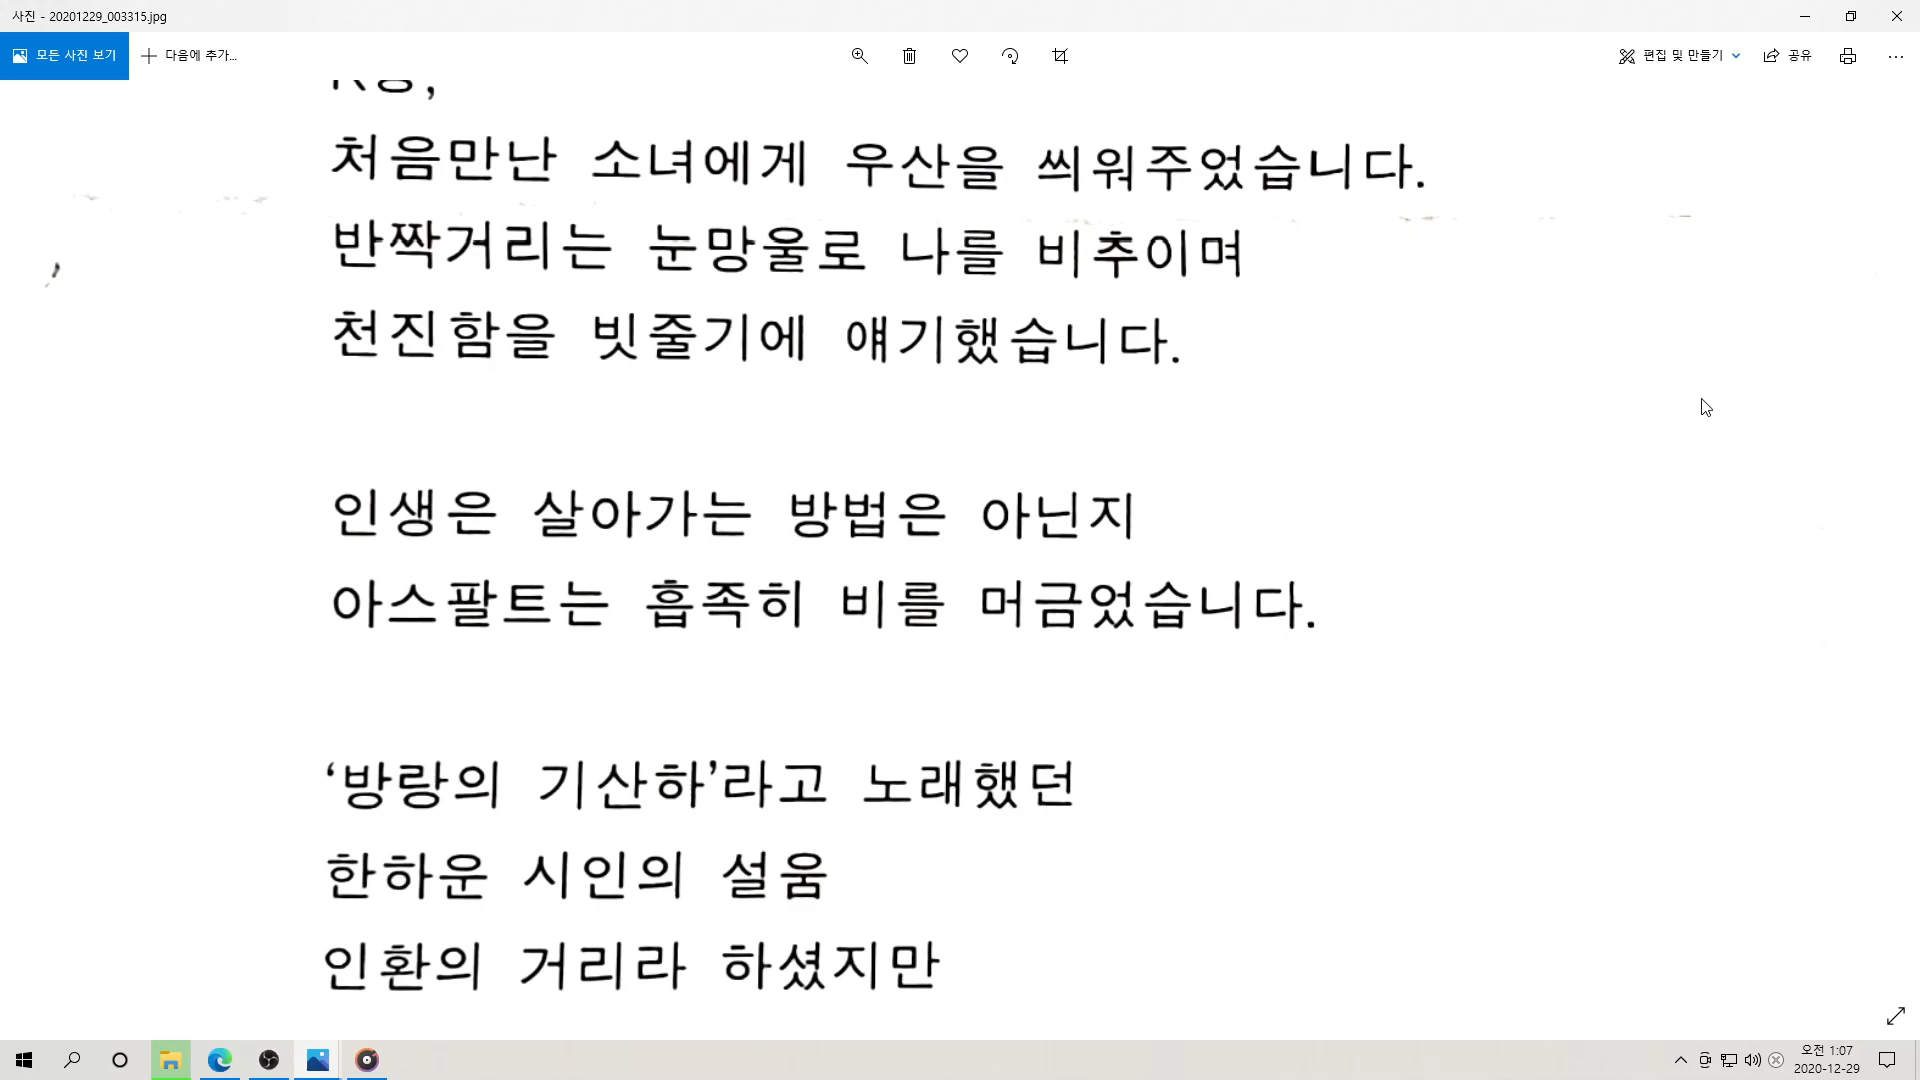 사진 - 20201229_003315.jpg
모든 사진 보기
다음에 추가...
편집 및 만들기
공유
처음만난 소녀에게 우산을 씌워주었습니다.
반짝거리는 눈망울로 나를 비추이며
천진함을 빗줄기에 얘기했습니다.
인생은 살아가는 방법은 아닌지
아스팔트는 흡족히 비를 머금었습니다.
‘방랑의 기산하’라고 노래했던
한하운 시인의 설움
인환의 거리라 하셨지만
오전 1:07
2020-12-29